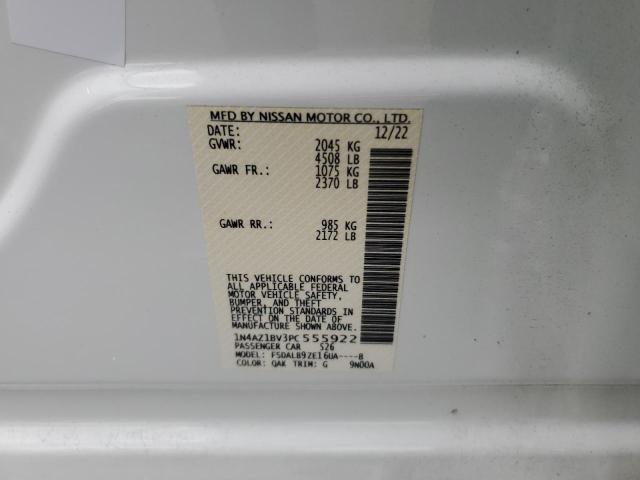 MFD BY NISSAN MOTOR CO., LTD.
DATE: 12/22
GVWR: 2045 KG
4508 LB
GAWR FR.: 1075 KG
2370 LB
GAWR RR.: 985 KG
2172 LB
THIS VEHICLE CONFORMS TO
ALL APPLICABLE FEDERAL
MOTOR VEHICLE SAFETY,
BUMPER, AND THEFT
PREVENTION STANDARDS IN
EFFECT ON THE DATE OF
MANUFACTURE SHOWN ABOVE.
1N4AZ1BV3PC555922
PASSENGER CAR S26
MODEL: FSDALB9ZE16UA----B
COLOR: QAK TRIM: G 9N00A